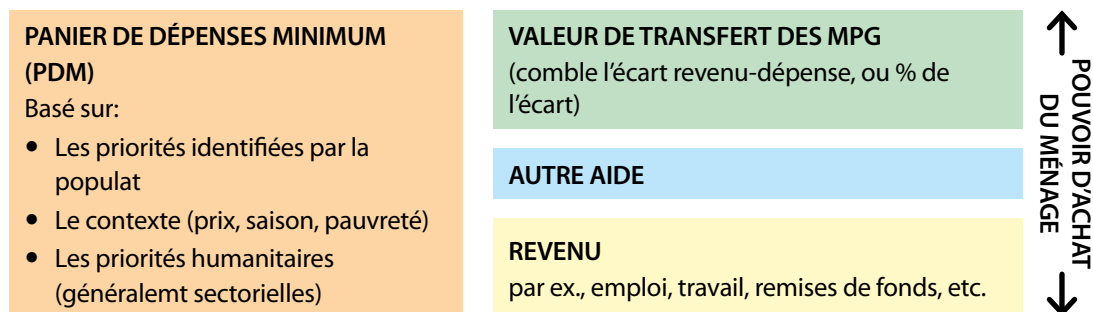 PANIER DE DÉPENSES MINIMUM
(PDM)
Basé sur:
• Les priorités identifiées par la
populat
• Le contexte (prix, saison, pauvreté)
• Les priorités humanitaires
(généralemt sectorielles)
VALEUR DE TRANSFERT DES MPG
(comble l’écart revenu-dépense, ou % de
l’écart)
AUTRE AIDE
REVENU
par ex., emploi, travail, remises de fonds, etc.
POUVOIR D’ACHAT
DU MÉNAGE